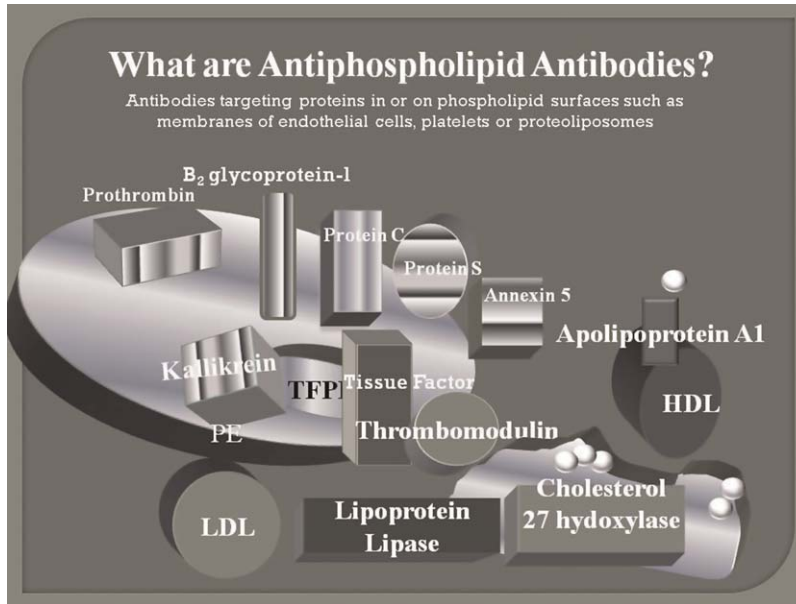 What are Antiphospholipid Antibodies?
Antibodies targeting proteins in or on phospholipid surfaces such as
membranes of endothelial cells, platelets or proteoliposomes
B₂ glycoprotein-1
Prothrombin
Protein C
Protein S
Annexin 5
Apolipoprotein A1
Kallikrein
TFPI
Tissue Factor
HDL
PE
Thrombomodulin
Cholesterol
27 hydoxylase
Lipoprotein
Lipase
LDL